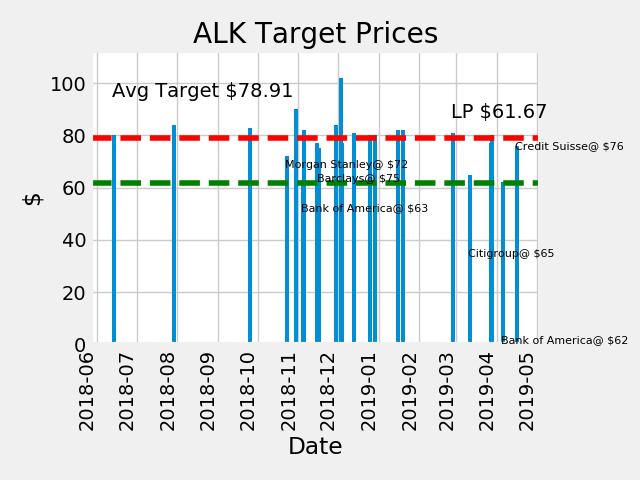 ALK Target Prices
Avg Target $78.91
LP $61.67
Credit Suisse@ $76
Morgan Stanley@ $72
Barclays@ $75
Bank of America@ $63
Citigroup@ $65
Bank of America@ $62
$
100
80
60
40
20
0
2018-06
2018-07
2018-08
2018-09
2018-10
2018-11
2018-12
2019-01
2019-02
2019-03
2019-04
2019-05
Date